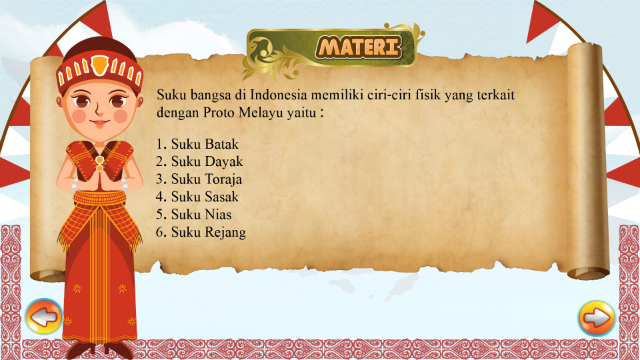 MATERI
Suku bangsa di Indonesia memiliki ciri-ciri fisik yang terkait
dengan Proto Melayu yaitu :
1. Suku Batak
2. Suku Dayak
3. Suku Toraja
4. Suku Sasak
5. Suku Nias
6. Suku Rejang